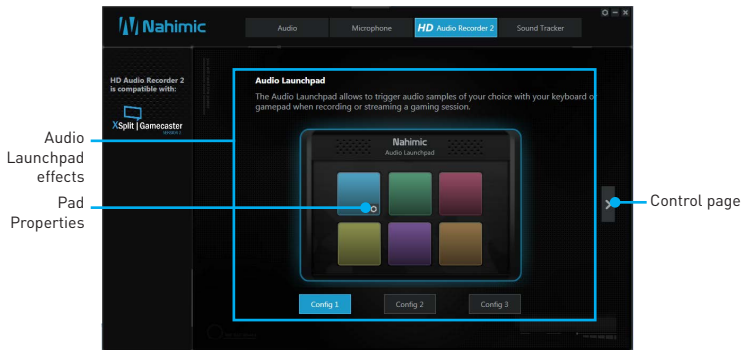 Nahimic
Audio
Microphone
HD Audio Recorder 2
Sound Tracker
HD Audio Recorder 2
is compatible with:
XSplit | Gamecaster
VERSION 2
Audio Launchpad
The Audio Launchpad allows to trigger audio samples of your choice with your keyboard or
gamepad when recording or streaming a gaming session.
Nahimic
Audio Launchpad
Config 1
Config 2
Config 3
Audio
Launchpad
effects
Pad
Properties
Control page